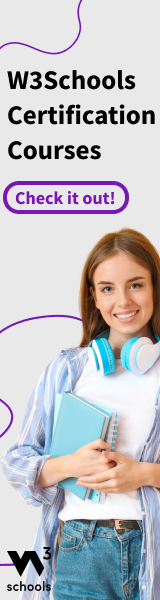 W3Schools
Certification
Courses
Check it out!
w3
schools